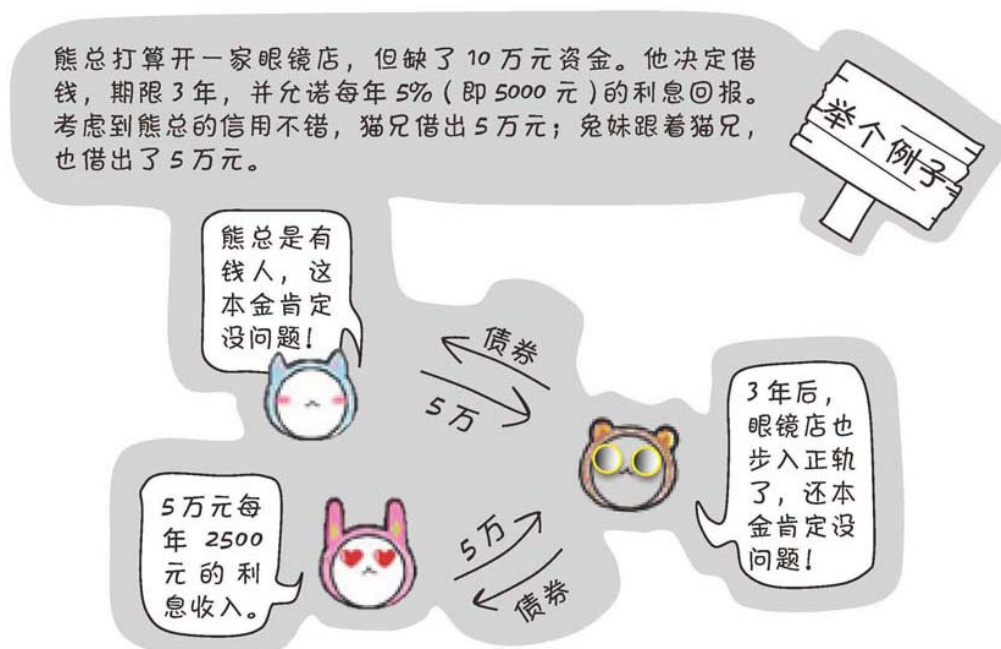 熊总打算开一家眼镜店，但缺了10万元资金。他决定借
钱，期限3年，并允诺每年5%（即5000元）的利息回报。
考虑到熊总的信用不错，猫兄借出5万元；兔妹跟着猫兄，
也借出了5万元。
举个例子
熊总是有
钱人，这
本金肯定
没问题！
债券
5万
3年后，
眼镜店也
步入正轨
了，还本
金肯定没
问题！
5万元每
年 2500
元的利
息收入。
5万
债券